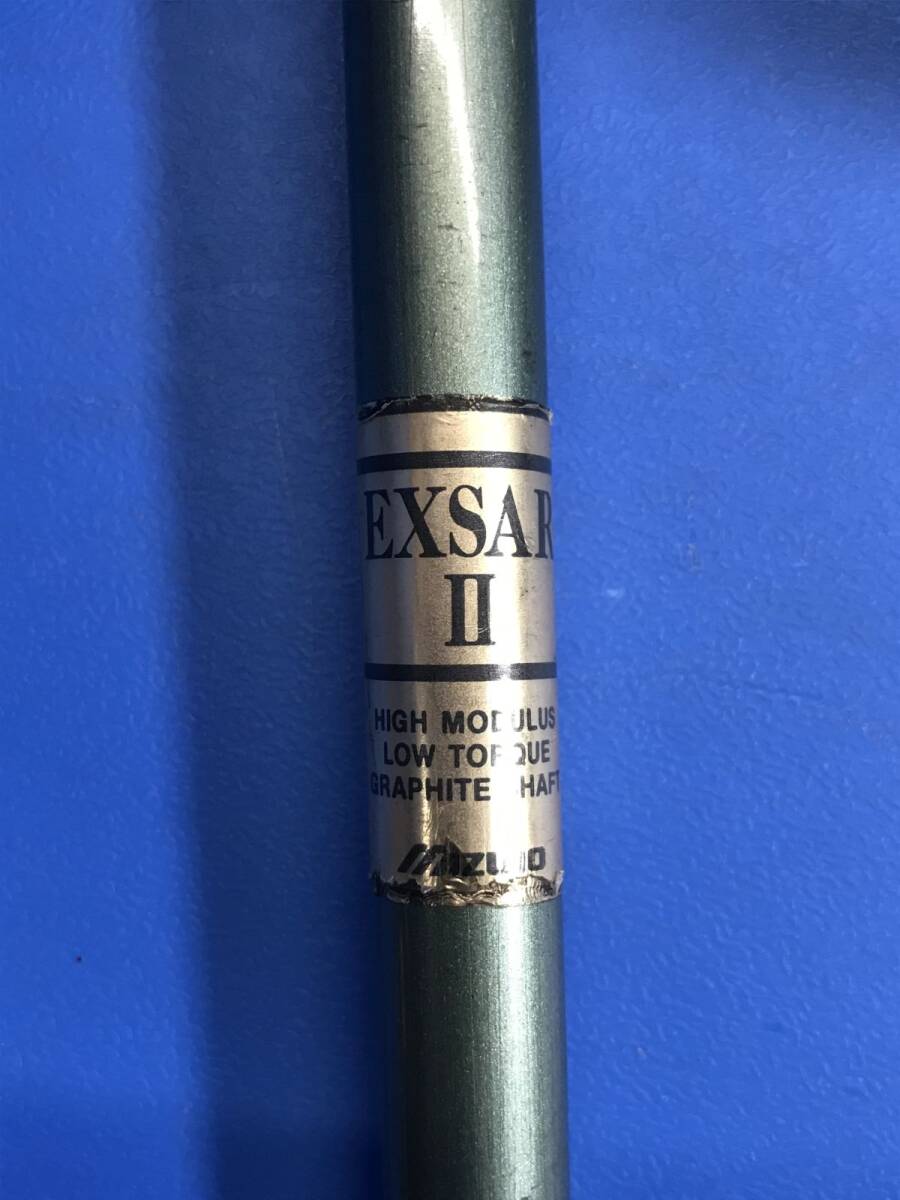 EXSAR
II
HIGH MODULUS
LOW TORQUE
GRAPHITE SHAFT
MIZUNO